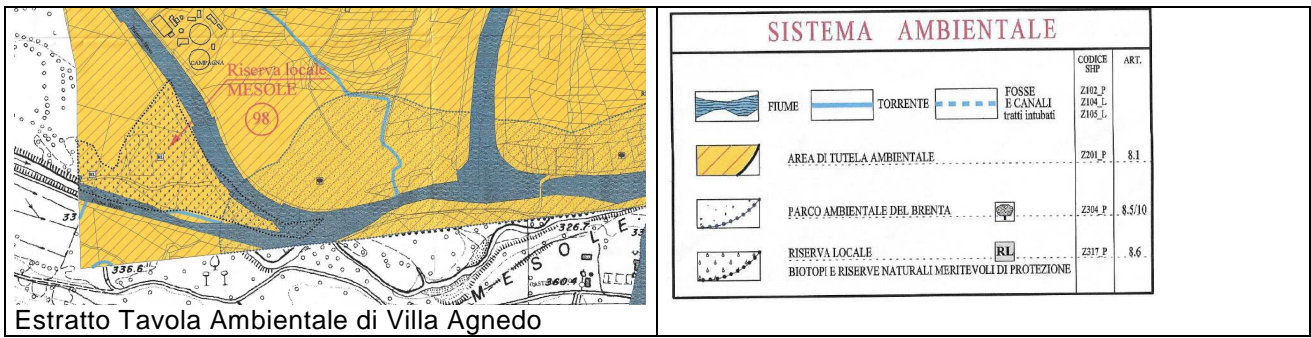 CAMPAGNA
Riserva locale
MESOLE
98
RL
RL
33
336.6
326.7
33
360.4
MESOLE
Estratto Tavola Ambientale di Villa Agnedo
SISTEMA AMBIENTALE
CODICE SHP
ART.
FIUME
TORRENTE
FOSSE
E CANALI
tratti intubati
Z102_P
Z104_L
Z105_L
AREA DI TUTELA AMBIENTALE
Z201_P
8.1
PARCO AMBIENTALE DEL BRENTA
Z304_P
8.5/10
RISERVA LOCALE
RL
Z317_P
8.6
BIOTOPI E RISERVE NATURALI MERITEVOLI DI PROTEZIONE